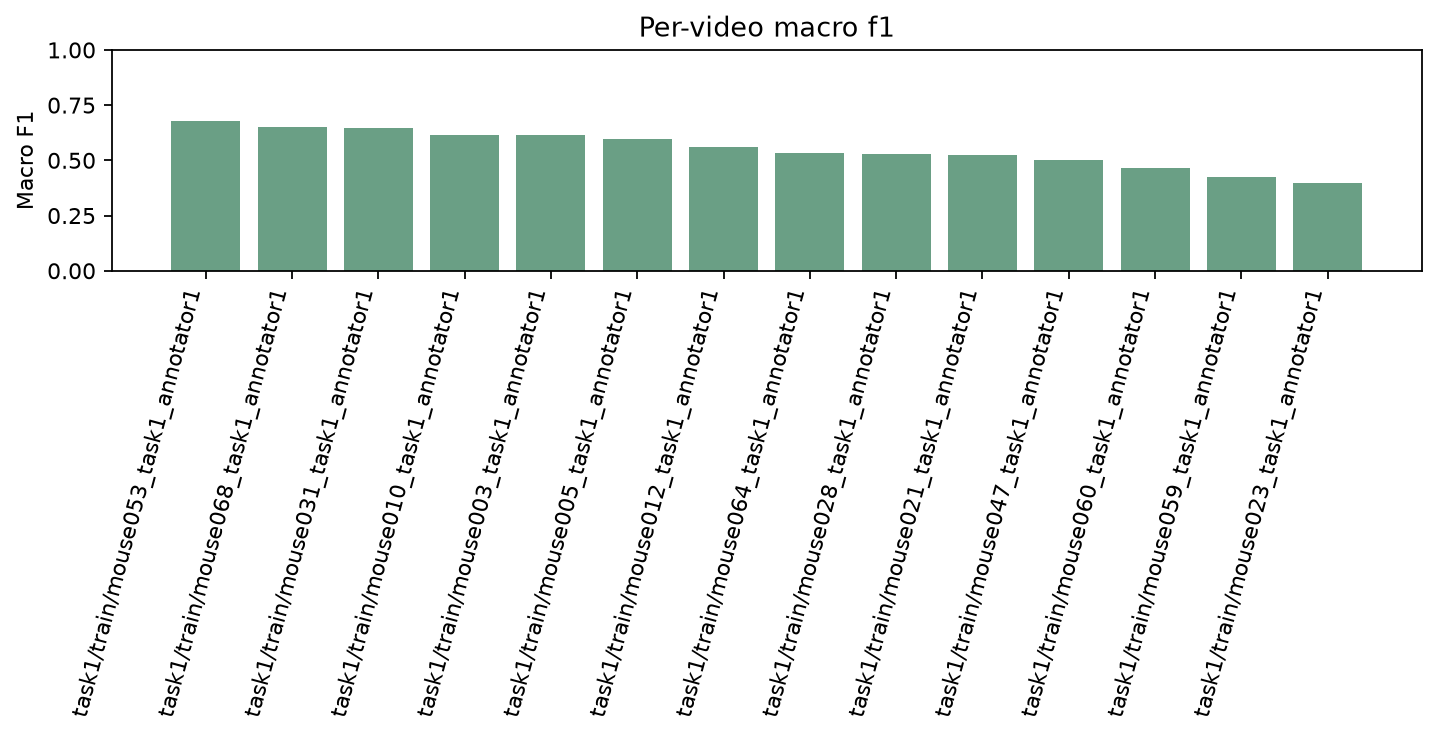 Per-video macro f1
Macro F1
1.00
0.75
0.50
0.25
0.00
task1/train/mouse053_task1_annotator1
task1/train/mouse068_task1_annotator1
task1/train/mouse031_task1_annotator1
task1/train/mouse010_task1_annotator1
task1/train/mouse003_task1_annotator1
task1/train/mouse005_task1_annotator1
task1/train/mouse012_task1_annotator1
task1/train/mouse064_task1_annotator1
task1/train/mouse028_task1_annotator1
task1/train/mouse021_task1_annotator1
task1/train/mouse047_task1_annotator1
task1/train/mouse060_task1_annotator1
task1/train/mouse059_task1_annotator1
task1/train/mouse023_task1_annotator1